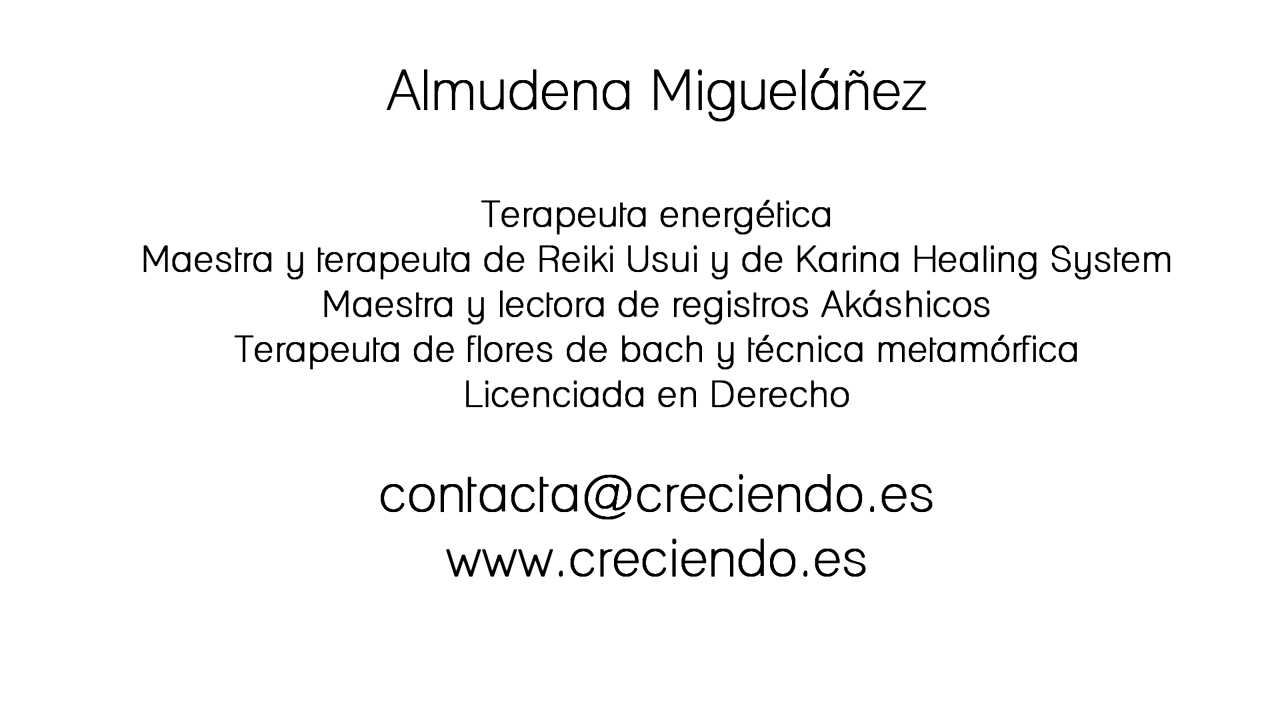 Almudena Migueláñez
Terapeuta energética
Maestra y terapeuta de Reiki Usui y de Karina Healing System
Maestra y lectora de registros Akáshicos
Terapeuta de flores de bach y técnica metamórfica
Licenciada en Derecho
contacta@creciendo.es
www.creciendo.es